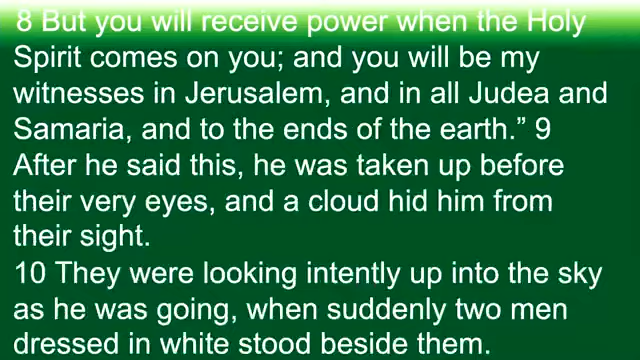 8 But you will receive power when the Holy
Spirit comes on you; and you will be my
witnesses in Jerusalem, and in all Judea and
Samaria, and to the ends of the earth.” 9
After he said this, he was taken up before
their very eyes, and a cloud hid him from
their sight.
10 They were looking intently up into the sky
as he was going, when suddenly two men
dressed in white stood beside them.